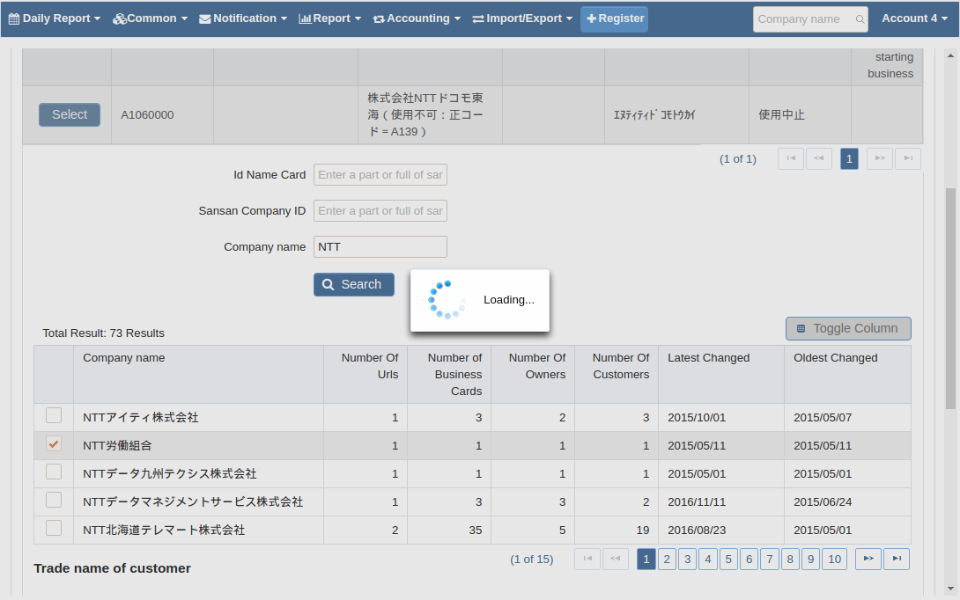 Daily Report Common Notification Report Accounting Import/Export Register Company name Account 4
starting
business
Select A1060000 株式会社NTTドコモ東 ｴﾇﾃｨﾃｨﾄﾞｺﾓﾄｳｶｲ 使用中止
海（使用不可：正コー
ド = A139）
(1 of 1) 1
Id Name Card Enter a part or full of sar
Sansan Company ID Enter a part or full of sar
Company name NTT
Search
Loading...
Total Result: 73 Results Toggle Column
Company name Number Of Urls Number of Business Cards Number Of Owners Number Of Customers Latest Changed Oldest Changed
NTTアイティ株式会社 1 3 2 3 2015/10/01 2015/05/07
NTT労働組合 1 1 1 1 2015/05/11 2015/05/11
NTTデータ九州テクシス株式会社 1 1 1 1 2015/05/01 2015/05/01
NTTデータマネジメントサービス株式会社 1 3 3 2 2016/11/11 2015/06/24
NTT北海道テレマート株式会社 2 35 5 19 2016/08/23 2015/05/01
(1 of 15) 1 2 3 4 5 6 7 8 9 10
Trade name of customer